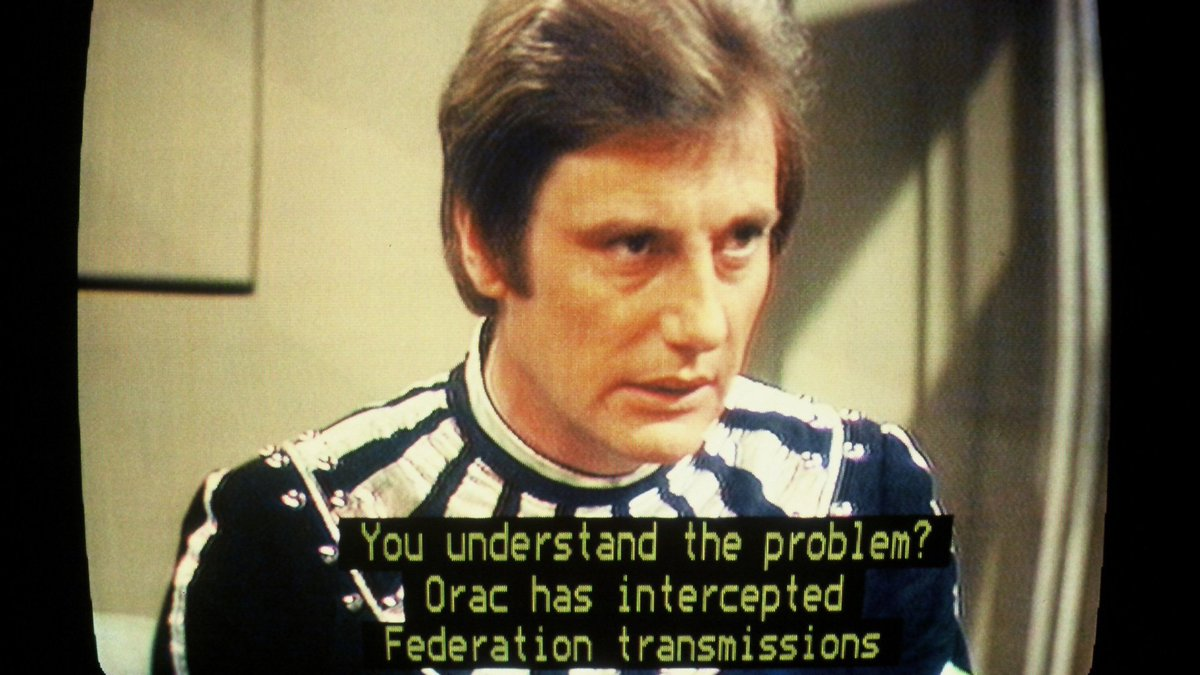 You understand the problem?
Orac has intercepted
Federation transmissions